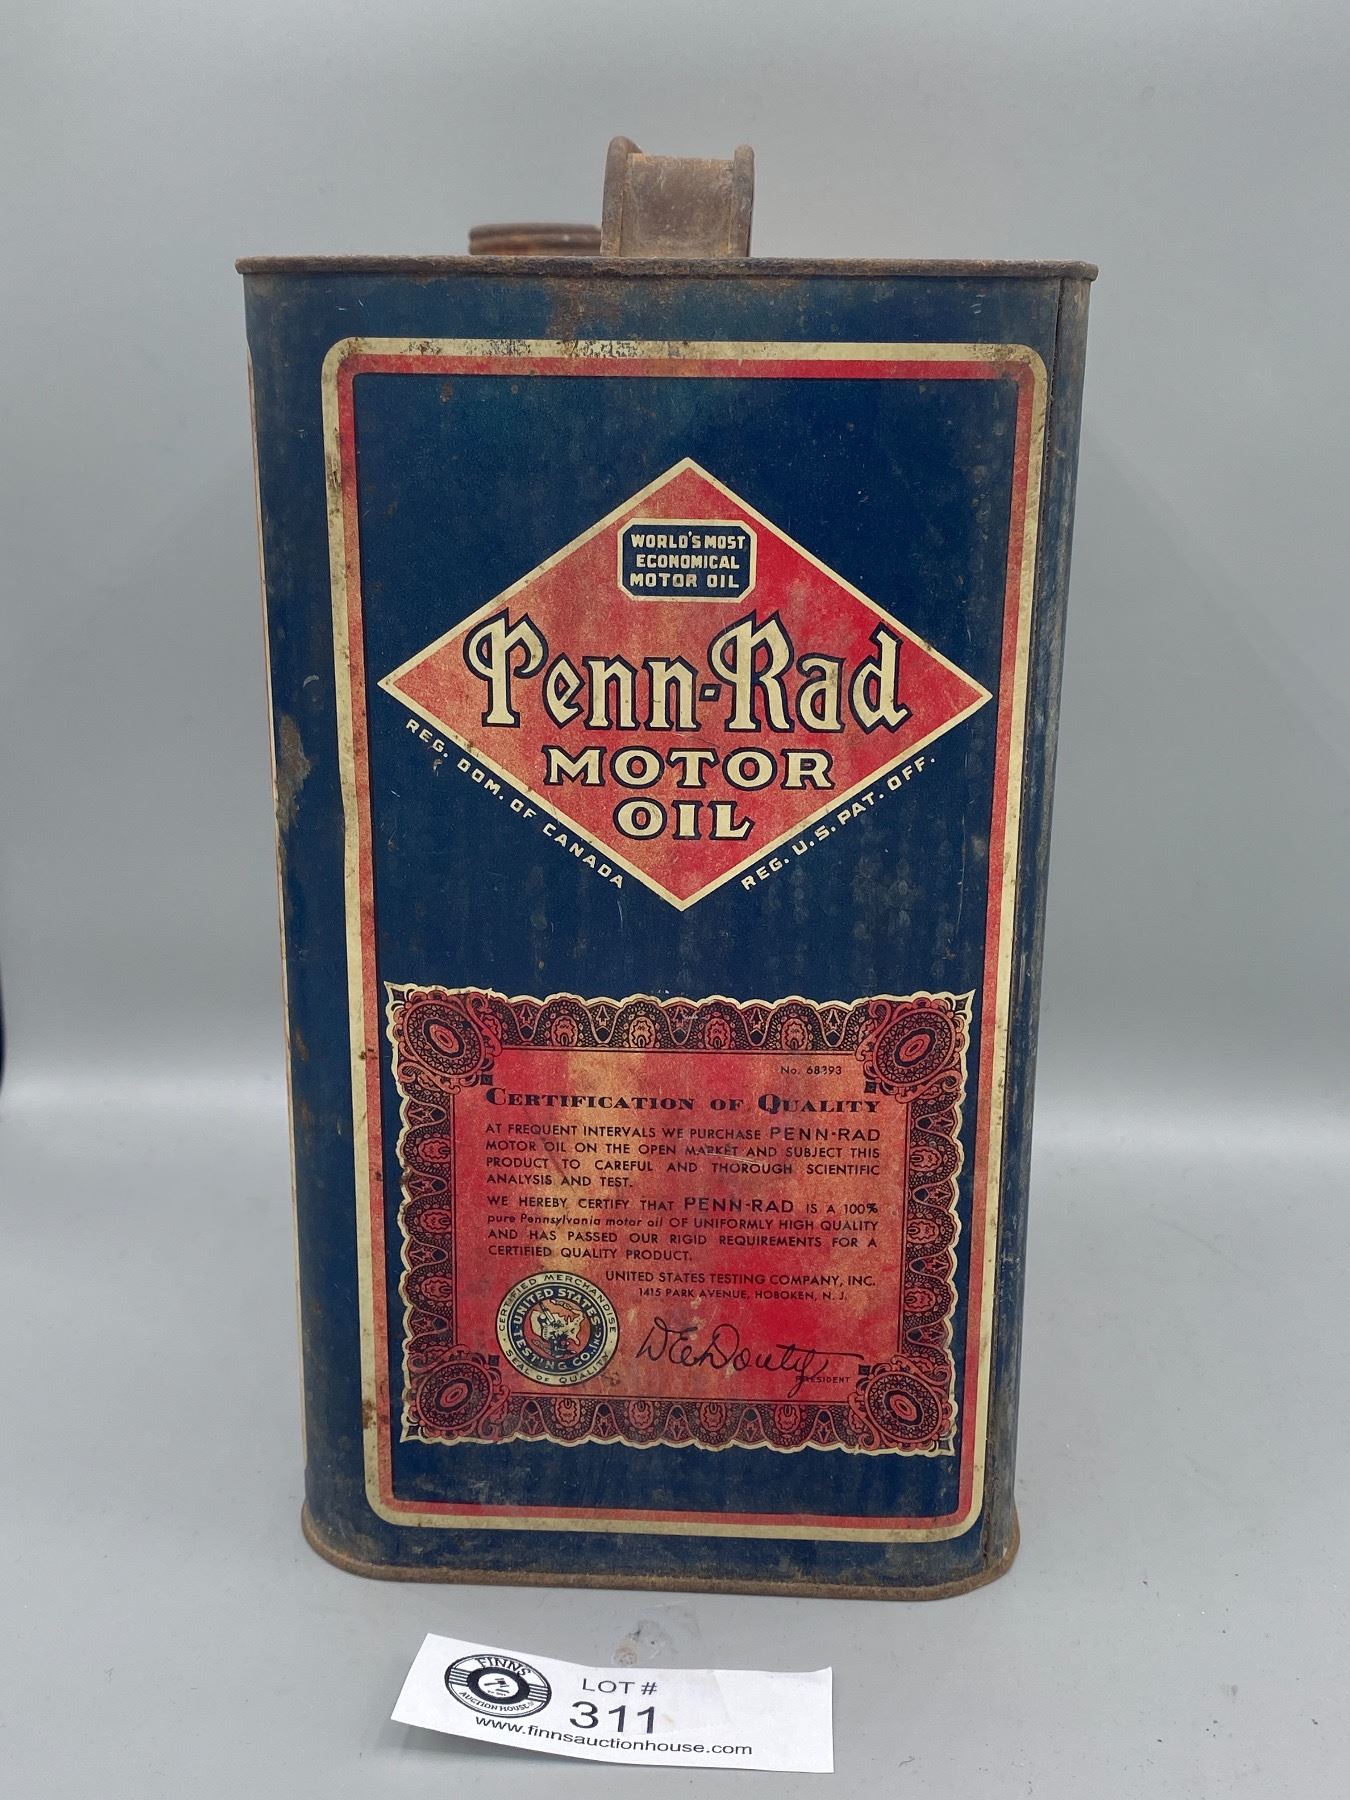 WORLD'S MOST
ECONOMICAL
MOTOR OIL
Penn-Rad
MOTOR
OIL
REG. DOM. OF CANADA
REG. U.S. PAT. OFF.
No. 68393
CERTIFICATION OF QUALITY
AT FREQUENT INTERVALS WE PURCHASE PENN-RAD
MOTOR OIL ON THE OPEN MARKET AND SUBJECT THIS
PRODUCT TO CAREFUL AND THOROUGH SCIENTIFIC
ANALYSIS AND TEST.
WE HEREBY CERTIFY THAT PENN-RAD IS A 100%
pure Pennsylvania motor oil OF UNIFORMLY HIGH QUALITY
AND HAS PASSED OUR RIGID REQUIREMENTS FOR A
CERTIFIED QUALITY PRODUCT.
UNITED STATES TESTING COMPANY, INC.
1415 PARK AVENUE, HOBOKEN, N. J.
CERTIFIED MERCHANDISE
UNITED STATES
TESTING CO., INC.
SEAL OF QUALITY
D E Douty
PRESIDENT
FINNS
AUCTION HOUSE
LOT #
311
www.finnsauctionhouse.com